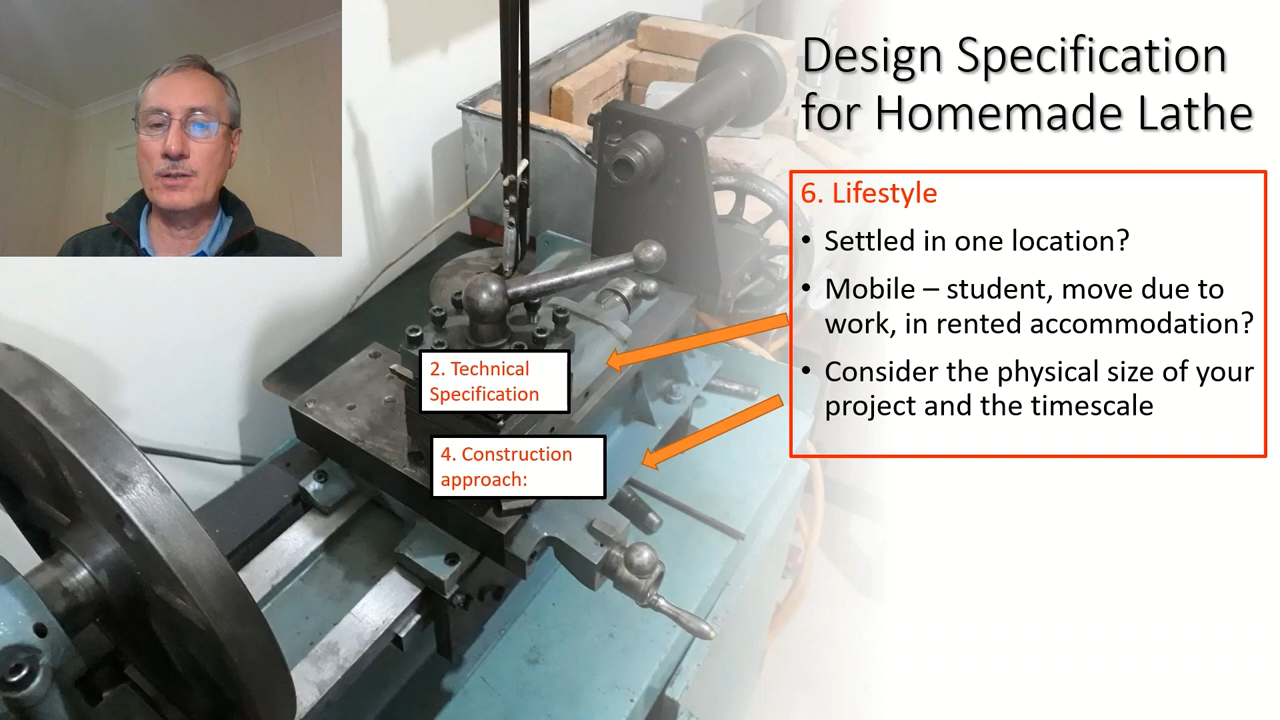 Design Specification
for Homemade Lathe
6. Lifestyle
• Settled in one location?
• Mobile – student, move due to
work, in rented accommodation?
• Consider the physical size of your
project and the timescale
2. Technical
Specification
4. Construction
approach: